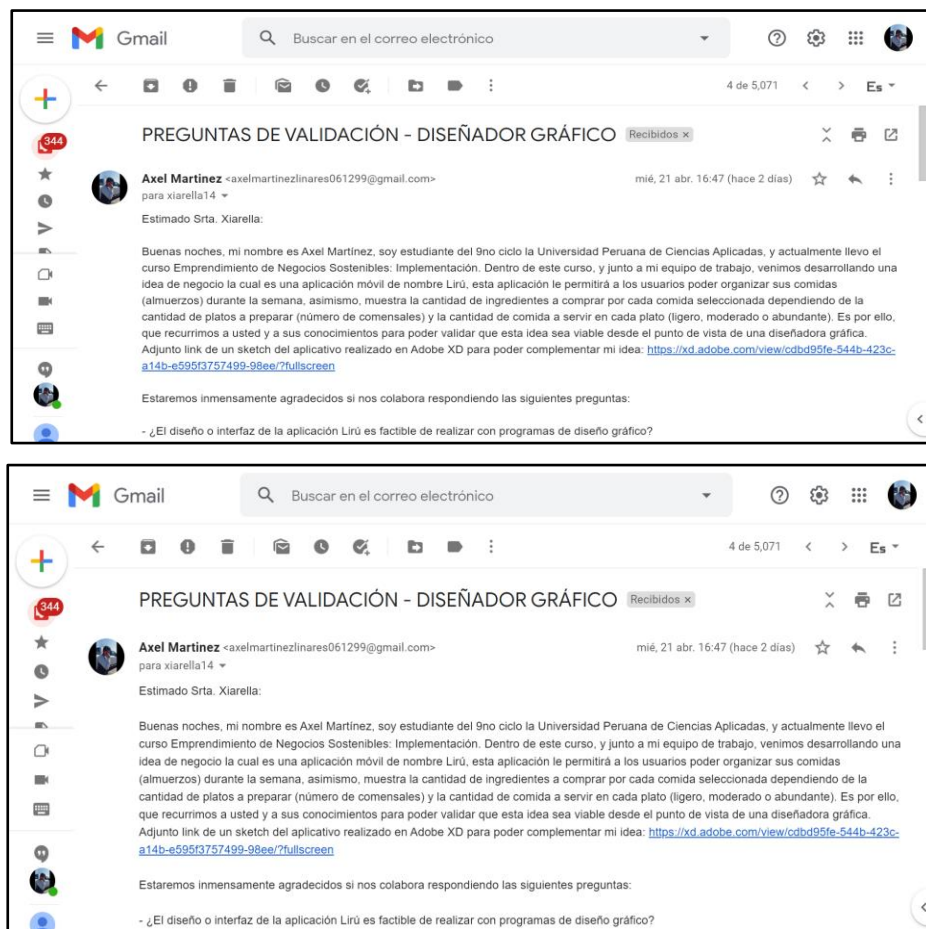 Gmail
Buscar en el correo electrónico
4 de 5,071
Es
344
PREGUNTAS DE VALIDACIÓN - DISEÑADOR GRÁFICO Recibidos ×
Axel Martinez <axelmartinezlinares061299@gmail.com>
mié, 21 abr. 16:47 (hace 2 días)
para xiarella14
Estimado Srta. Xiarella:
Buenas noches, mi nombre es Axel Martínez, soy estudiante del 9no ciclo la Universidad Peruana de Ciencias Aplicadas, y actualmente llevo el
curso Emprendimiento de Negocios Sostenibles: Implementación. Dentro de este curso, y junto a mi equipo de trabajo, venimos desarrollando una
idea de negocio la cual es una aplicación móvil de nombre Lirú, esta aplicación le permitirá a los usuarios poder organizar sus comidas
(almuerzos) durante la semana, asimismo, muestra la cantidad de ingredientes a comprar por cada comida seleccionada dependiendo de la
cantidad de platos a preparar (número de comensales) y la cantidad de comida a servir en cada plato (ligero, moderado o abundante). Es por ello,
que recurrimos a usted y a sus conocimientos para poder validar que esta idea sea viable desde el punto de vista de una diseñadora gráfica.
Adjunto link de un sketch del aplicativo realizado en Adobe XD para poder complementar mi idea: https://xd.adobe.com/view/cdbd95fe-544b-423c-
a14b-e595f3757499-98ee/?fullscreen
Estaremos inmensamente agradecidos si nos colabora respondiendo las siguientes preguntas:
- ¿El diseño o interfaz de la aplicación Lirú es factible de realizar con programas de diseño gráfico?
Gmail
Buscar en el correo electrónico
4 de 5,071
Es
344
PREGUNTAS DE VALIDACIÓN - DISEÑADOR GRÁFICO Recibidos ×
Axel Martinez <axelmartinezlinares061299@gmail.com>
mié, 21 abr. 16:47 (hace 2 días)
para xiarella14
Estimado Srta. Xiarella:
Buenas noches, mi nombre es Axel Martínez, soy estudiante del 9no ciclo la Universidad Peruana de Ciencias Aplicadas, y actualmente llevo el
curso Emprendimiento de Negocios Sostenibles: Implementación. Dentro de este curso, y junto a mi equipo de trabajo, venimos desarrollando una
idea de negocio la cual es una aplicación móvil de nombre Lirú, esta aplicación le permitirá a los usuarios poder organizar sus comidas
(almuerzos) durante la semana, asimismo, muestra la cantidad de ingredientes a comprar por cada comida seleccionada dependiendo de la
cantidad de platos a preparar (número de comensales) y la cantidad de comida a servir en cada plato (ligero, moderado o abundante). Es por ello,
que recurrimos a usted y a sus conocimientos para poder validar que esta idea sea viable desde el punto de vista de una diseñadora gráfica.
Adjunto link de un sketch del aplicativo realizado en Adobe XD para poder complementar mi idea: https://xd.adobe.com/view/cdbd95fe-544b-423c-
a14b-e595f3757499-98ee/?fullscreen
Estaremos inmensamente agradecidos si nos colabora respondiendo las siguientes preguntas:
- ¿El diseño o interfaz de la aplicación Lirú es factible de realizar con programas de diseño gráfico?